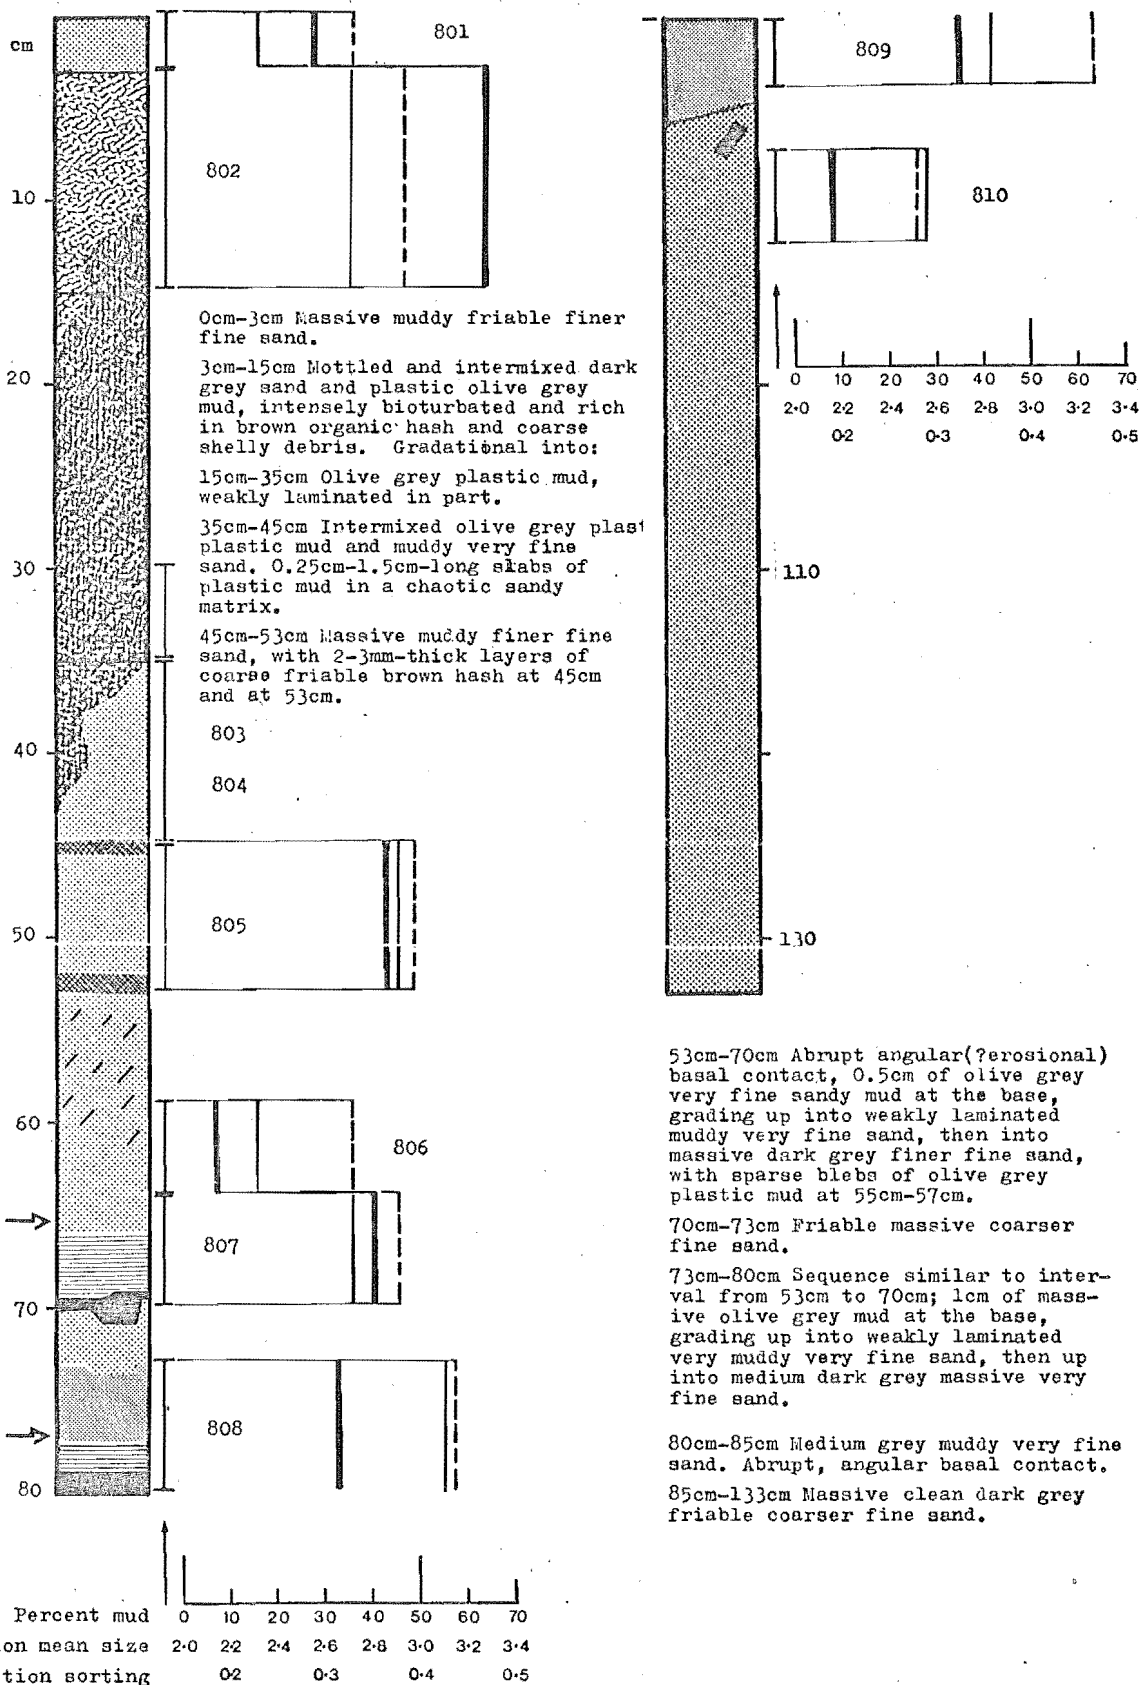 cm
10
20
30
40
50
60
70
80
801
802
0cm-3cm Massive muddy friable finer
fine sand.
3cm-15cm Mottled and intermixed dark
grey sand and plastic olive grey
mud, intensely bioturbated and rich
in brown organic hash and coarse
shelly debris. Gradational into:
15cm-35cm Olive grey plastic mud,
weakly laminated in part.
35cm-45cm Intermixed olive grey plast
plastic mud and muddy very fine
sand. 0.25cm-1.5cm-long slabs of
plastic mud in a chaotic sandy
matrix.
45cm-53cm Massive muddy finer fine
sand, with 2-3mm-thick layers of
coarse friable brown hash at 45cm
and at 53cm.
803
804
805
806
807
808
Percent mud 0 10 20 30 40 50 60 70
on mean size 2·0 2·2 2·4 2·6 2·8 3·0 3·2 3·4
tion sorting 0·2 0·3 0·4 0·5
809
810
0 10 20 30 40 50 60 70
2·0 2·2 2·4 2·6 2·8 3·0 3·2 3·4
0·2 0·3 0·4 0·5
110
130
53cm-70cm Abrupt angular(?erosional)
basal contact, 0.5cm of olive grey
very fine sandy mud at the base,
grading up into weakly laminated
muddy very fine sand, then into
massive dark grey finer fine sand,
with sparse blebs of olive grey
plastic mud at 55cm-57cm.
70cm-73cm Friable massive coarser
fine sand.
73cm-80cm Sequence similar to inter-
val from 53cm to 70cm; 1cm of mass-
ive olive grey mud at the base,
grading up into weakly laminated
very muddy very fine sand, then up
into medium dark grey massive very
fine sand.
80cm-85cm Medium grey muddy very fine
sand. Abrupt, angular basal contact.
85cm-133cm Massive clean dark grey
friable coarser fine sand.